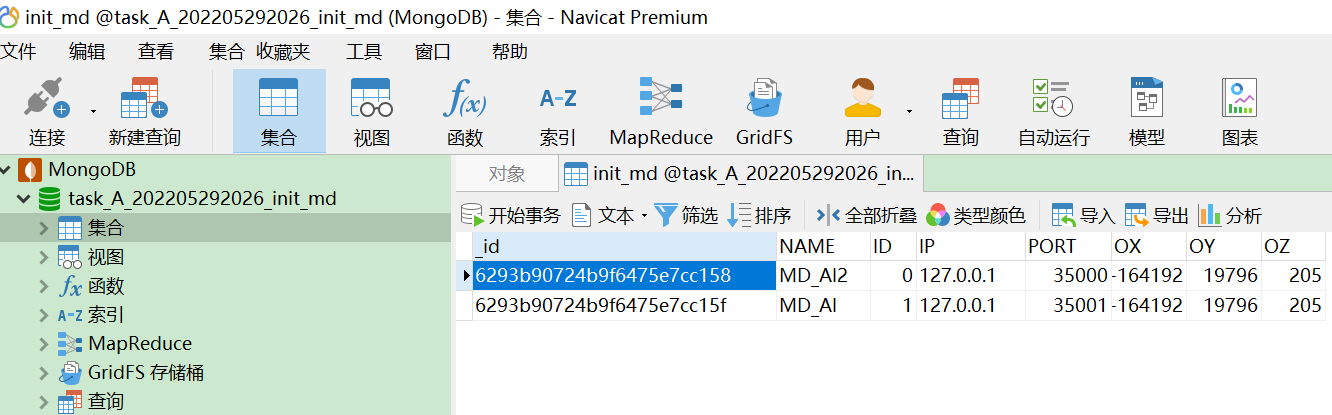 init_md @task_A_202205292026_init_md (MongoDB) - 集合 - Navicat Premium
文件 编辑 查看 集合 收藏夹 工具 窗口 帮助
f(x) A-Z
连接 新建查询 集合 视图 函数 索引 MapReduce GridFS 用户 查询 自动运行 模型 图表
MongoDB
task_A_202205292026_init_md
集合
视图
fx 函数
A-Z 索引
MapReduce
GridFS 存储桶
查询
对象 init_md @task_A_202205292026_in...
开始事务 文本 筛选 排序 全部折叠 类型颜色 导入 导出 分析
_id NAME ID IP PORT OX OY OZ
6293b90724b9f6475e7cc158 MD_AI2 0 127.0.0.1 35000 -164192 19796 205
6293b90724b9f6475e7cc15f MD_AI 1 127.0.0.1 35001 -164192 19796 205